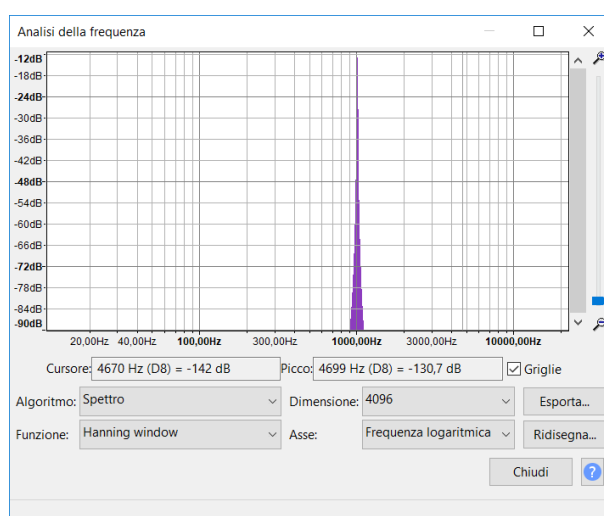 Analisi della frequenza
-12dB
-18dB
-24dB
-30dB
-36dB
-42dB
-48dB
-54dB
-60dB
-66dB
-72dB
-78dB
-84dB
-90dB
20,00Hz 40,00Hz 100,00Hz 300,00Hz 1000,00Hz 3000,00Hz 10000,00Hz
Cursore: 4670 Hz (D8) = -142 dB Picco: 4699 Hz (D8) = -130,7 dB Griglie
Algoritmo: Spettro Dimensione: 4096 Esporta...
Funzione: Hanning window Asse: Frequenza logaritmica Ridisegna...
Chiudi ?